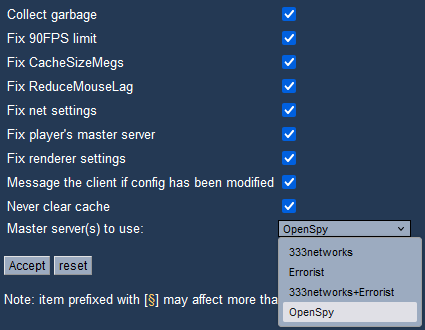 Collect garbage
Fix 90FPS limit
Fix CacheSizeMegs
Fix ReduceMouseLag
Fix net settings
Fix player's master server
Fix renderer settings
Message the client if config has been modified
Never clear cache
Master server(s) to use: OpenSpy
333networks
Errorist
333networks+Errorist
OpenSpy
Accept reset
Note: item prefixed with [§] may affect more tha